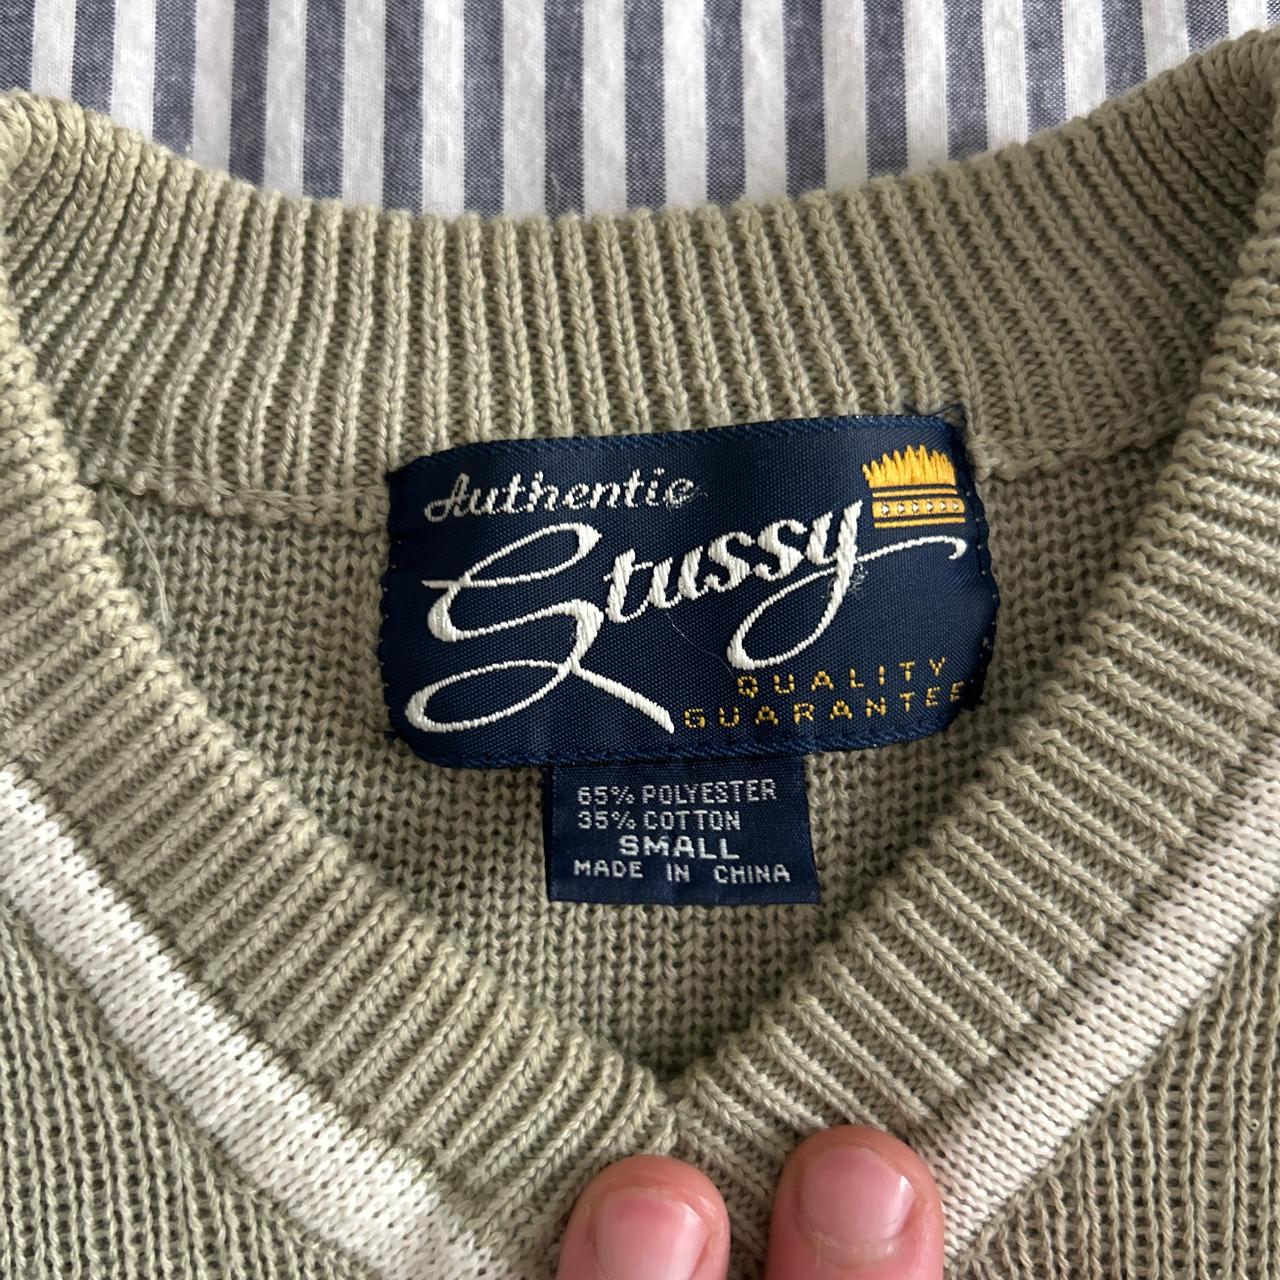 Authentic
Stussy
QUALITY
GUARANTEE
65% POLYESTER
35% COTTON
SMALL
MADE IN CHINA